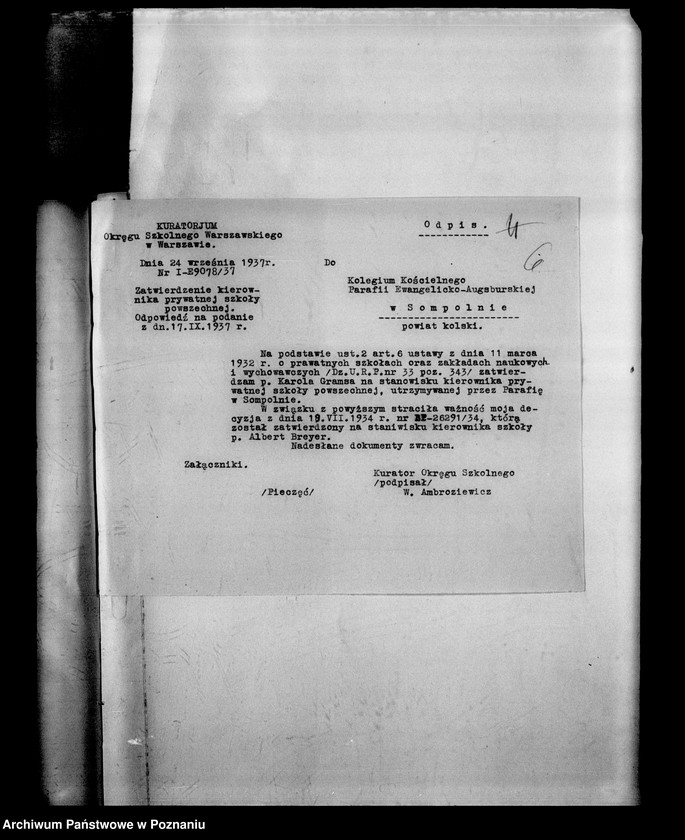 KURATORJUM
Okręgu Szkolnego Warszawskiego
w Warszawie.
Dnia 24 września 1937r.
Nr I-E9078/37
Zatwierdzenie kierow-
nika prywatnej szkoły
powszechnej.
Odpowiedź na podanie
z dn.17.IX.1937 r.
Odpis.
4
6
Do
Kolegium Kościelnego
Parafii Ewangelicko-Augsburskiej
w Sompolnie
powiat kolski.
Na podstawie ust.2 art.6 ustawy z dnia 11 marca
1932 r. o prawatnych szkołach oraz zakładach naukowych
i wychowawczych /Dz.U.R.P.nr 33 poz. 343/ zatwier-
dzam p. Karola Gramsa na stanowisku kierownika pry-
watnej szkoły powszechnej, utrzymywanej przez Parafię
w Sompolnie.
W związku z powyższym straciła ważność moja de-
cyzja z dnia 19.VII.1934 r. nr -26291/34, którą
został zatwierdzony na staniwisku kierownika szkoły
p. Albert Breyer.
Nadesłane dokumenty zwracam.
Załączniki.
Kurator Okręgu Szkolnego
/podpisał/
/Pieczęć/
W. Ambroziewicz
Archiwum Państwowe w Poznaniu